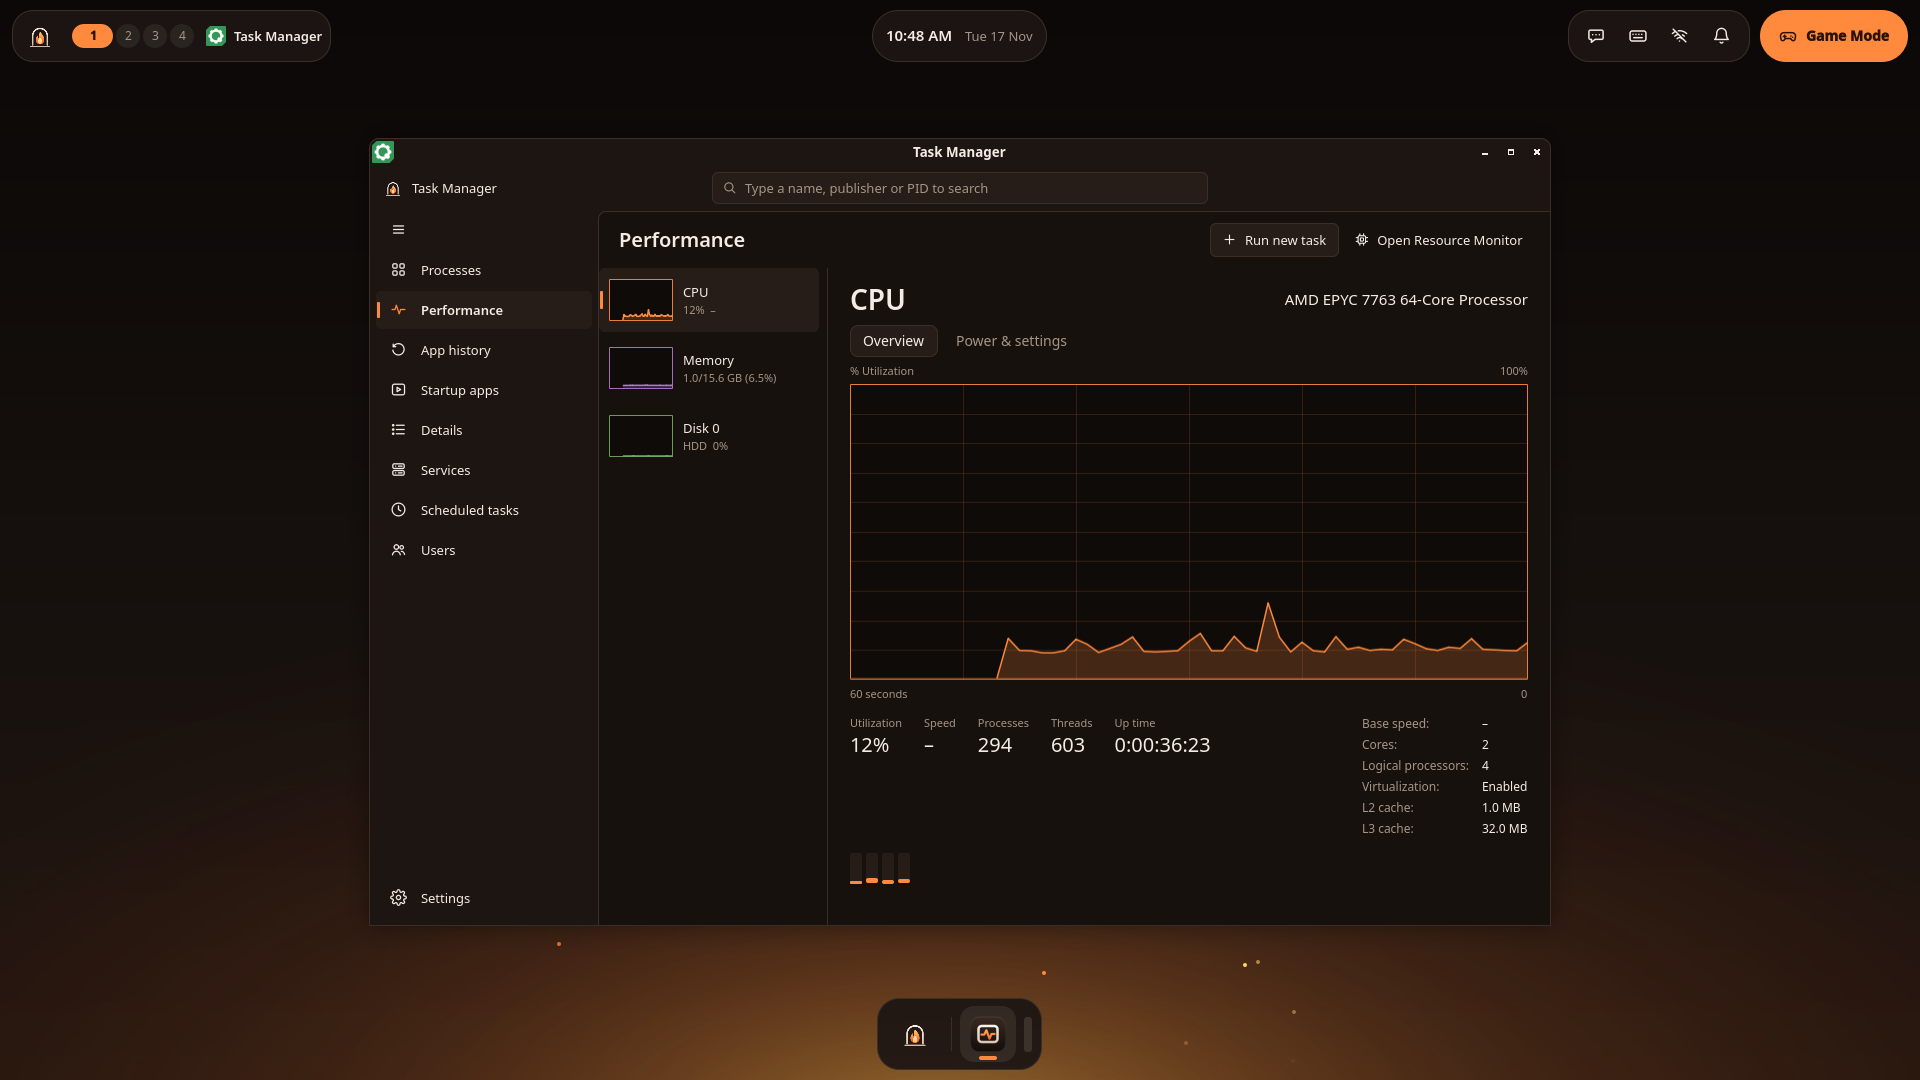 1 2 3 4 Task Manager
10:48 AM Tue 17 Nov
Game Mode
Task Manager
Task Manager
Type a name, publisher or PID to search
Processes
Performance
App history
Startup apps
Details
Services
Scheduled tasks
Users
Settings
Performance
Run new task
Open Resource Monitor
CPU
12% –
Memory
1.0/15.6 GB (6.5%)
Disk 0
HDD 0%
CPU
AMD EPYC 7763 64-Core Processor
Overview
Power & settings
% Utilization
100%
60 seconds
0
Utilization Speed Processes Threads Up time
12% – 294 603 0:00:36:23
Base speed: –
Cores: 2
Logical processors: 4
Virtualization: Enabled
L2 cache: 1.0 MB
L3 cache: 32.0 MB